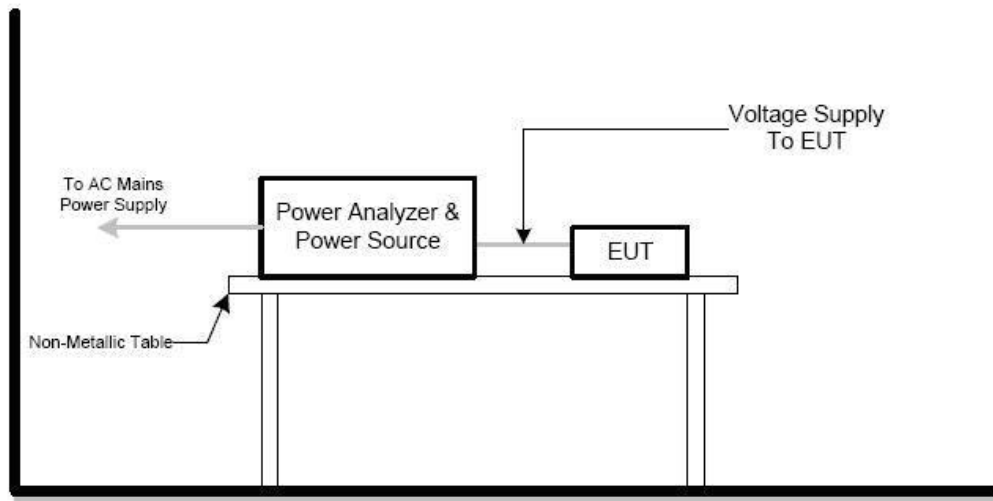 Voltage Supply
To EUT
To AC Mains
Power Supply
Power Analyzer &
Power Source
EUT
Non-Metallic Table